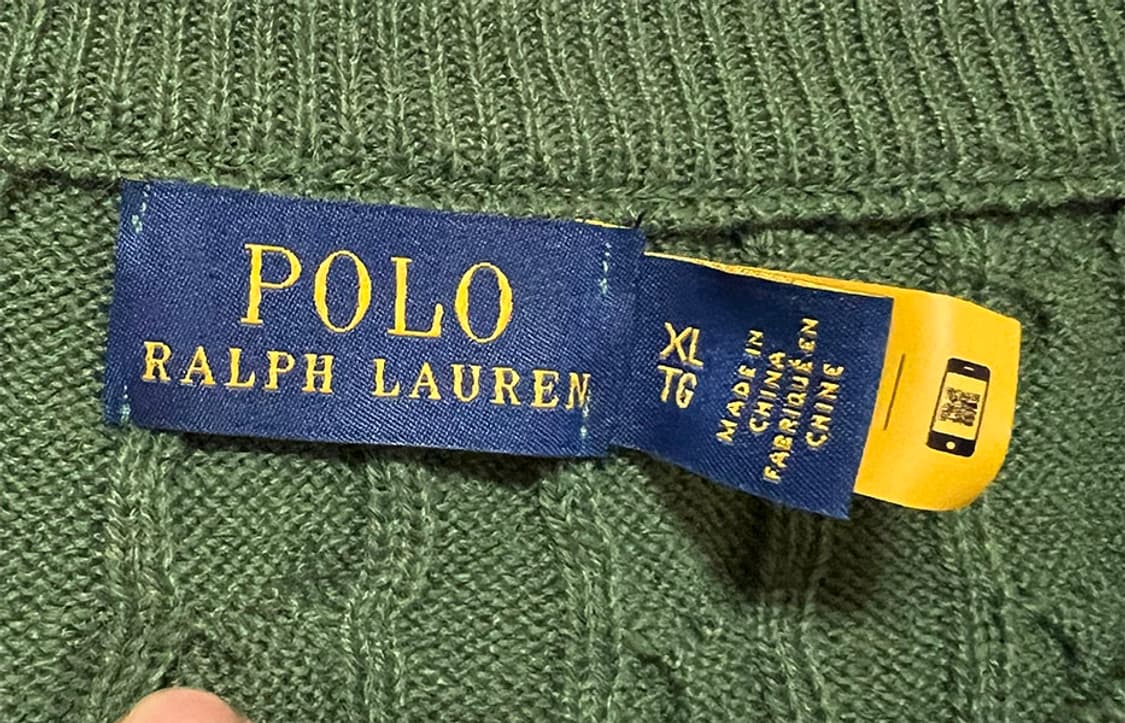 POLO
RALPH LAUREN
XL
TG
MADE IN
CHINA
FABRIQUÉ EN
CHINE